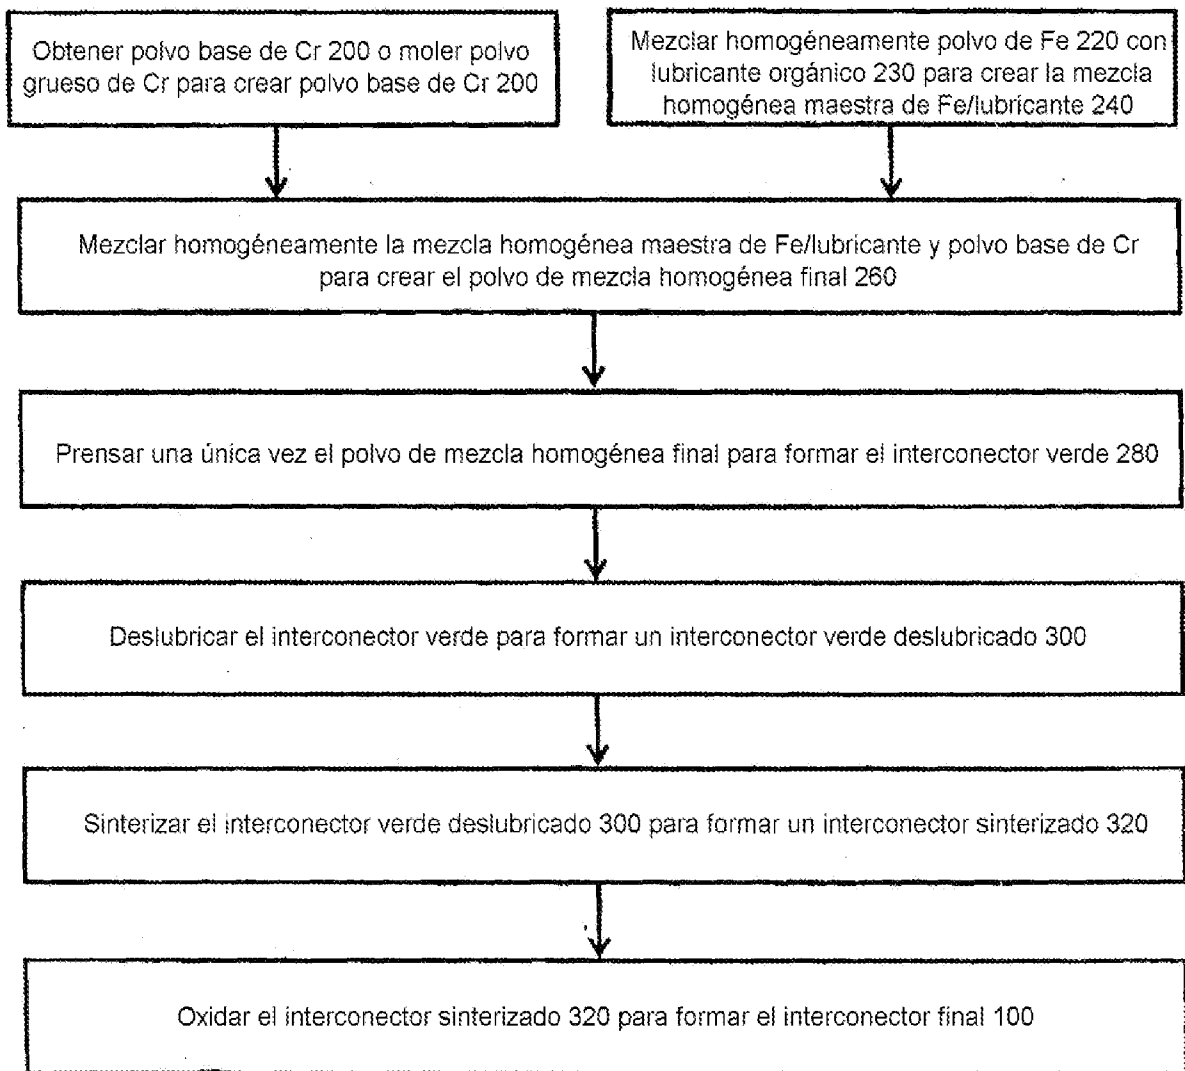 Obtener polvo base de Cr 200 o moler polvo
grueso de Cr para crear polvo base de Cr 200
Mezclar homogéneamente polvo de Fe 220 con
lubricante orgánico 230 para crear la mezcla
homogénea maestra de Fe/lubricante 240
Mezclar homogéneamente la mezcla homogénea maestra de Fe/lubricante y polvo base de Cr
para crear el polvo de mezcla homogénea final 260
Prensar una única vez el polvo de mezcla homogénea final para formar el interconector verde 280
Deslubricar el interconector verde para formar un interconector verde deslubricado 300
Sinterizar el interconector verde deslubricado 300 para formar un interconector sinterizado 320
Oxidar el interconector sinterizado 320 para formar el interconector final 100